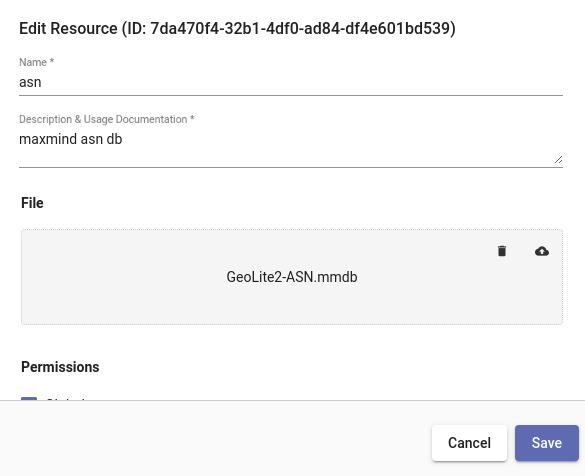 Edit Resource (ID: 7da470f4-32b1-4df0-ad84-df4e601bd539)
Name *
asn
Description & Usage Documentation *
maxmind asn db
File
GeoLite2-ASN.mmdb
Permissions
Cancel
Save